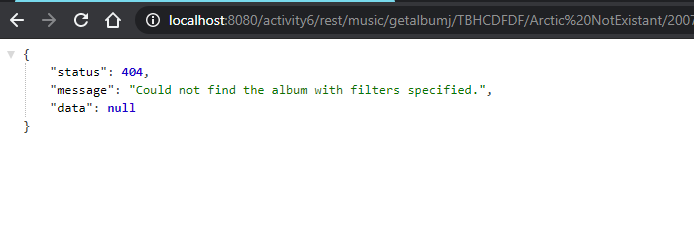 localhost:8080/activity6/rest/music/getalbumj/TBHCDFDF/Arctic%20NotExistant/2007
{
"status": 404,
"message": "Could not find the album with filters specified.",
"data": null
}